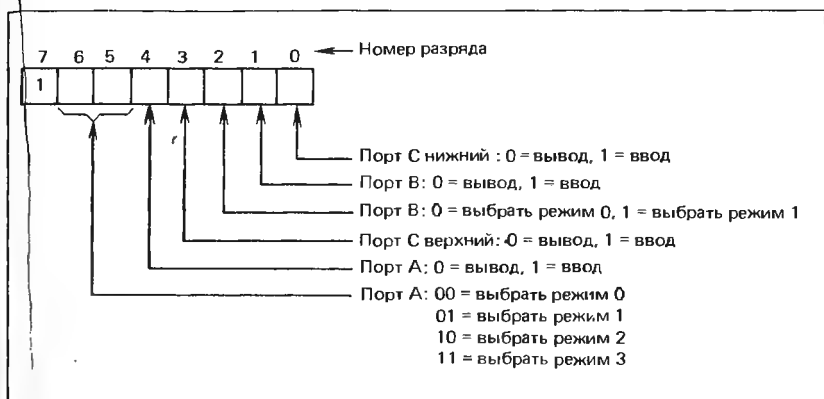 7 6 5 4 3 2 1 0 Номер разряда
1
Порт С нижний : 0 = вывод, 1 = ввод
Порт В: 0 = вывод, 1 = ввод
Порт В: 0 = выбрать режим 0, 1 = выбрать режим 1
Порт С верхний: 0 = вывод, 1 = ввод
Порт А: 0 = вывод, 1 = ввод
Порт А: 00 = выбрать режим 0
01 = выбрать режим 1
10 = выбрать режим 2
11 = выбрать режим 3